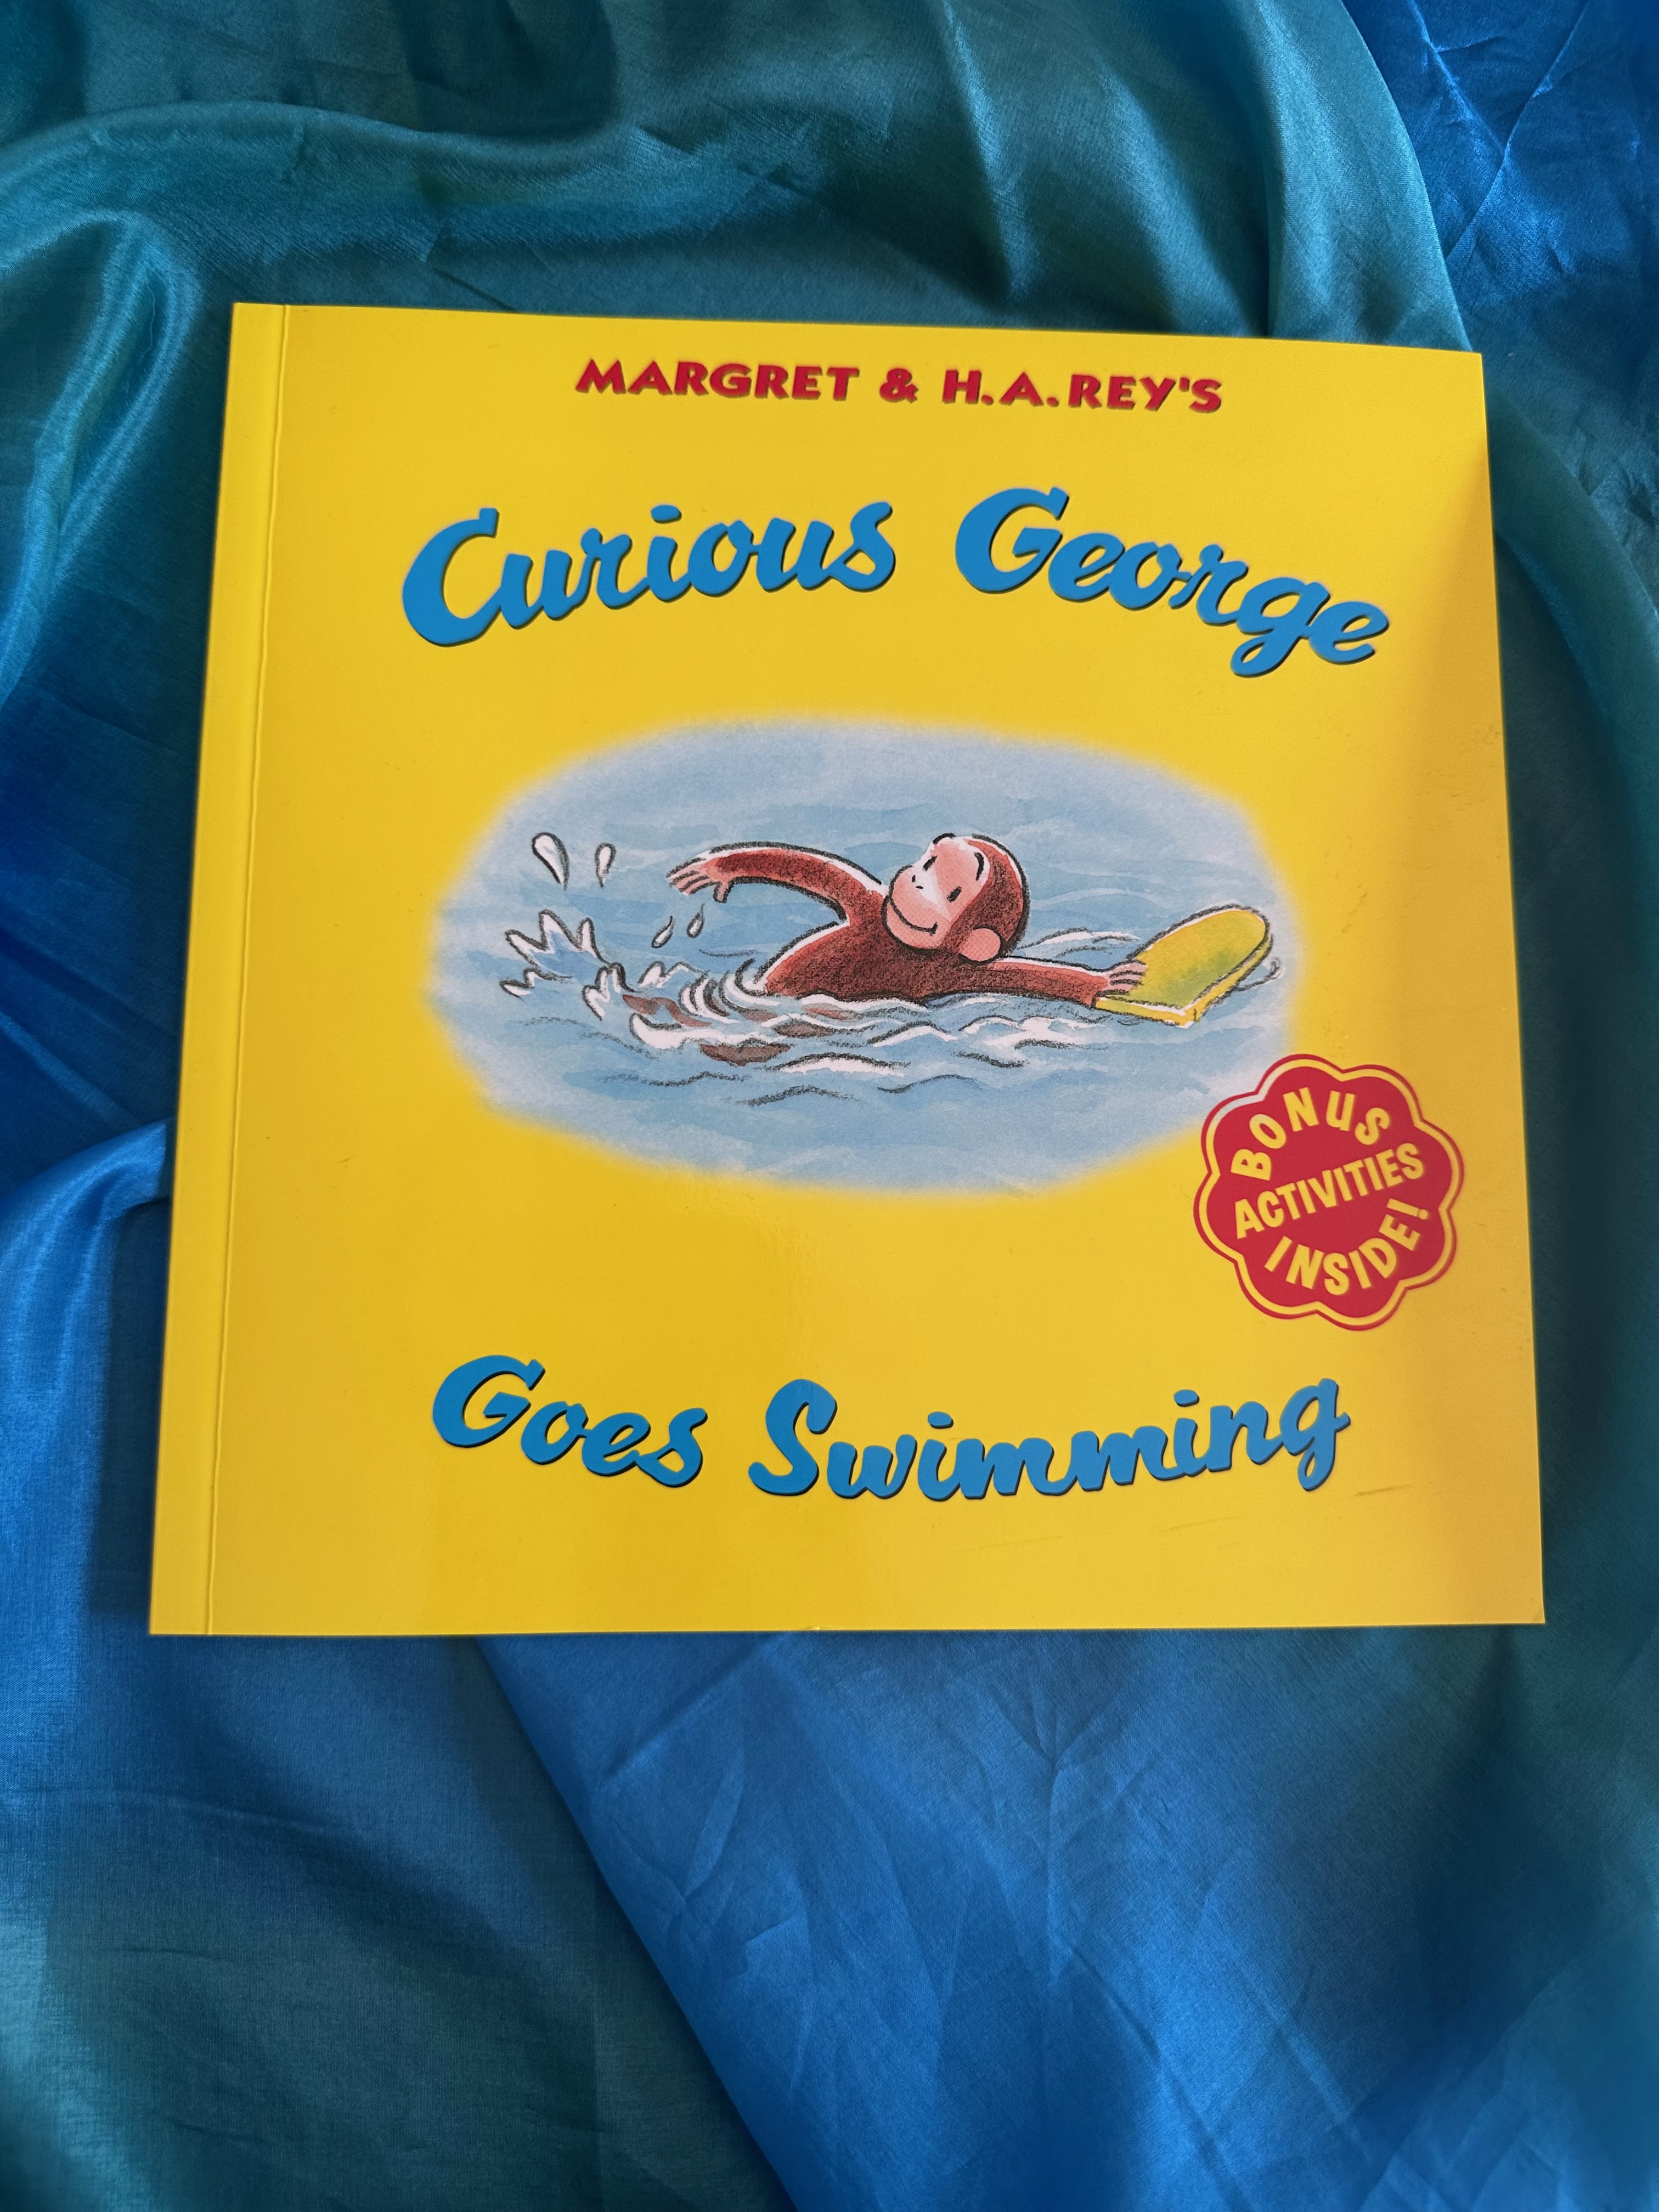 MARGRET & H.A.REY'S
Curious George
BONUS
ACTIVITIES
INSIDE!
Goes Swimming